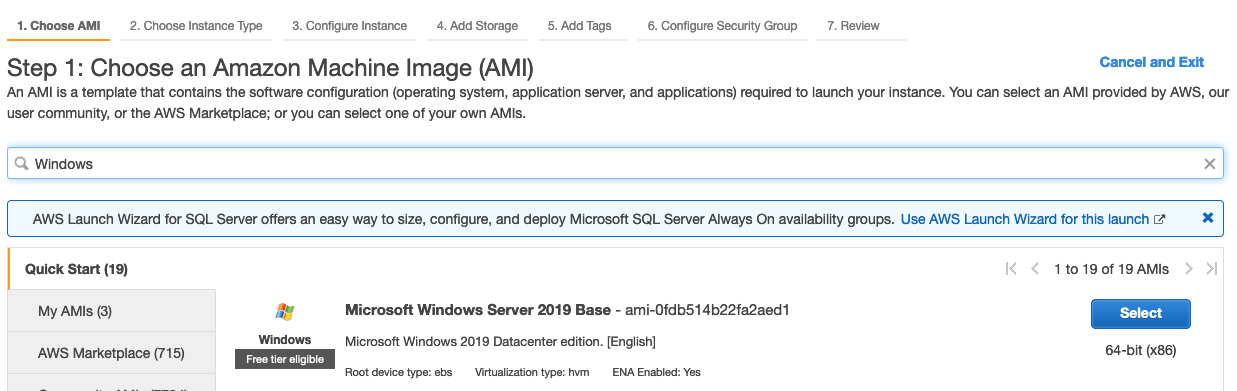 1. Choose AMI 2. Choose Instance Type 3. Configure Instance 4. Add Storage 5. Add Tags 6. Configure Security Group 7. Review
Step 1: Choose an Amazon Machine Image (AMI)
Cancel and Exit
An AMI is a template that contains the software configuration (operating system, application server, and applications) required to launch your instance. You can select an AMI provided by AWS, our
user community, or the AWS Marketplace; or you can select one of your own AMIs.
Windows
AWS Launch Wizard for SQL Server offers an easy way to size, configure, and deploy Microsoft SQL Server Always On availability groups. Use AWS Launch Wizard for this launch
Quick Start (19)
1 to 19 of 19 AMIs
My AMIs (3)
AWS Marketplace (715)
Windows
Free tier eligible
Microsoft Windows Server 2019 Base - ami-0fdb514b22fa2aed1
Microsoft Windows 2019 Datacenter edition. [English]
Root device type: ebs Virtualization type: hvm ENA Enabled: Yes
Select
64-bit (x86)